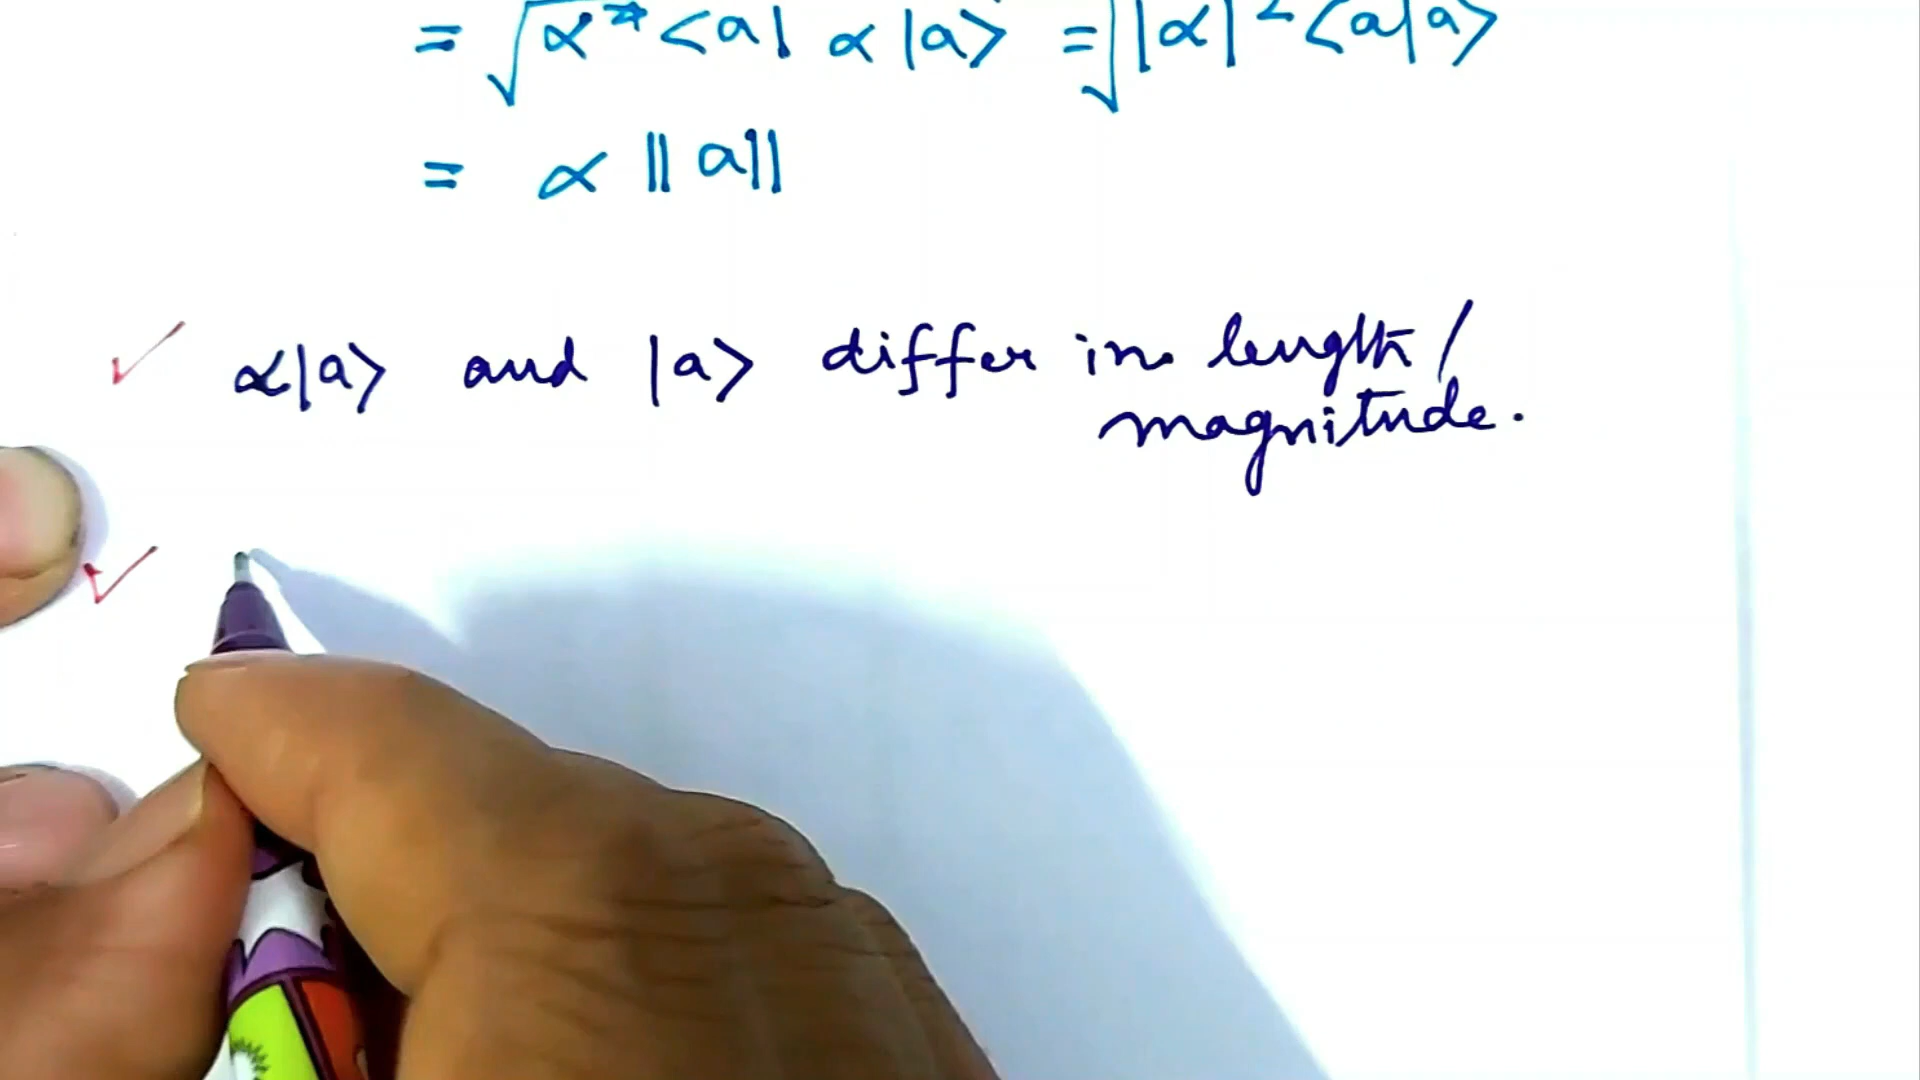 = √α*<a| α|a> = √|α|²<a|a>
= α ||a||
✓ α|a> and |a> differ in length/
magnitude.
✓